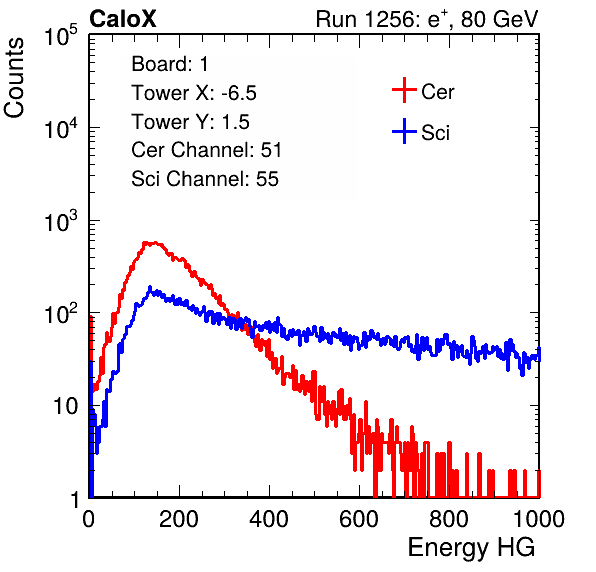 CaloX Run 1256: e⁺, 80 GeV
Counts
10⁵
10⁴
10³
10²
10
1
Board: 1
Tower X: -6.5
Tower Y: 1.5
Cer Channel: 51
Sci Channel: 55
Cer
Sci
0 200 400 600 800 1000
Energy HG